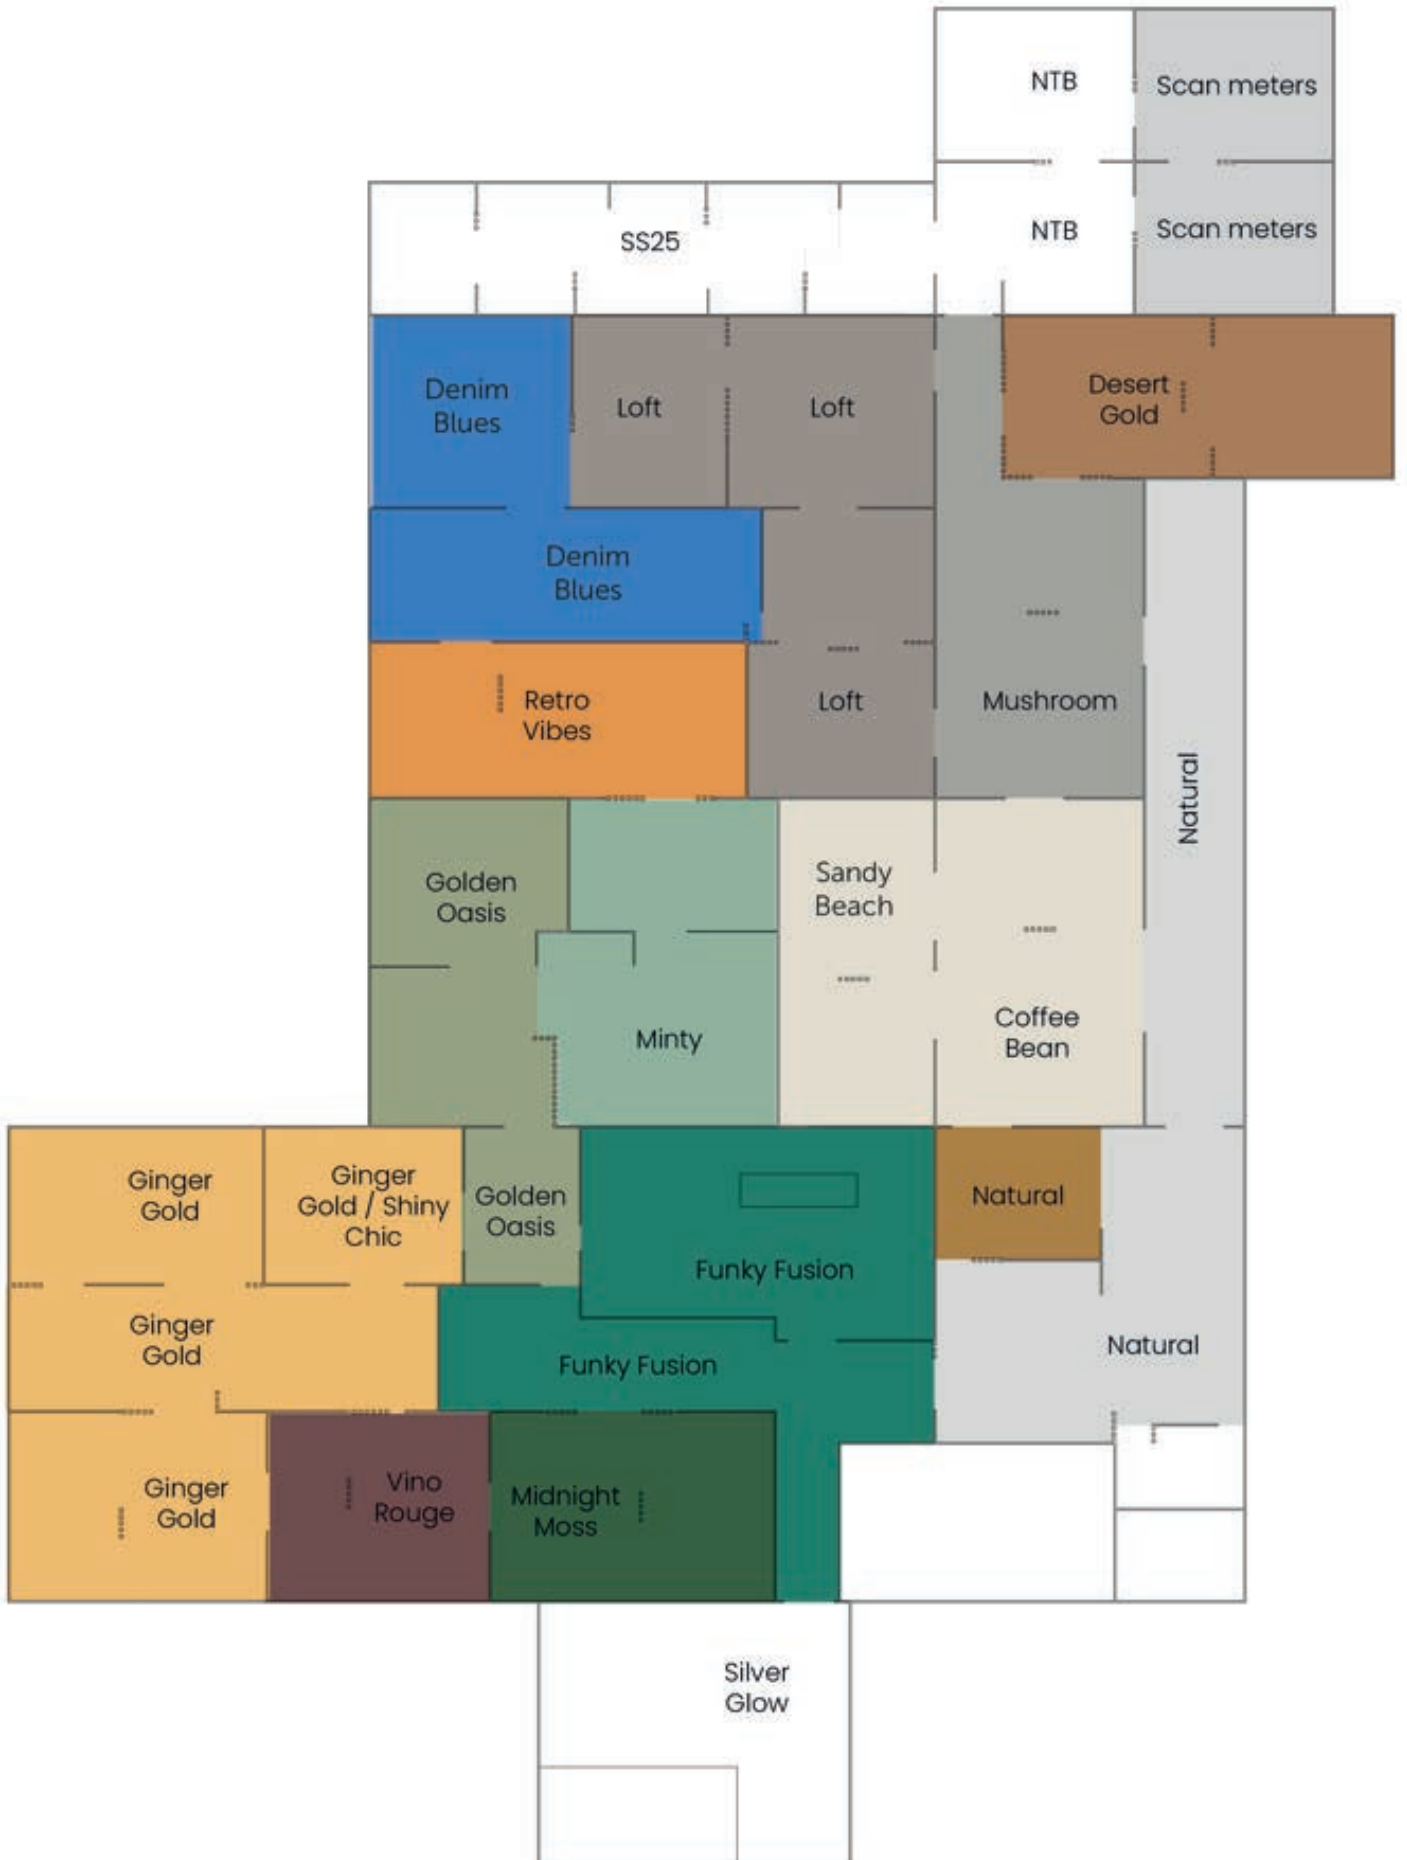 NTB
Scan meters
SS25
NTB
Scan meters
Denim
Blues
Loft
Loft
Desert
Gold
Denim
Blues
Retro
Vibes
Loft
Mushroom
Natural
Golden
Oasis
Sandy
Beach
Minty
Coffee
Bean
Ginger
Gold
Ginger
Gold / Shiny
Chic
Golden
Oasis
Natural
Funky Fusion
Ginger
Gold
Funky Fusion
Natural
Ginger
Gold
Vino
Rouge
Midnight
Moss
Silver
Glow